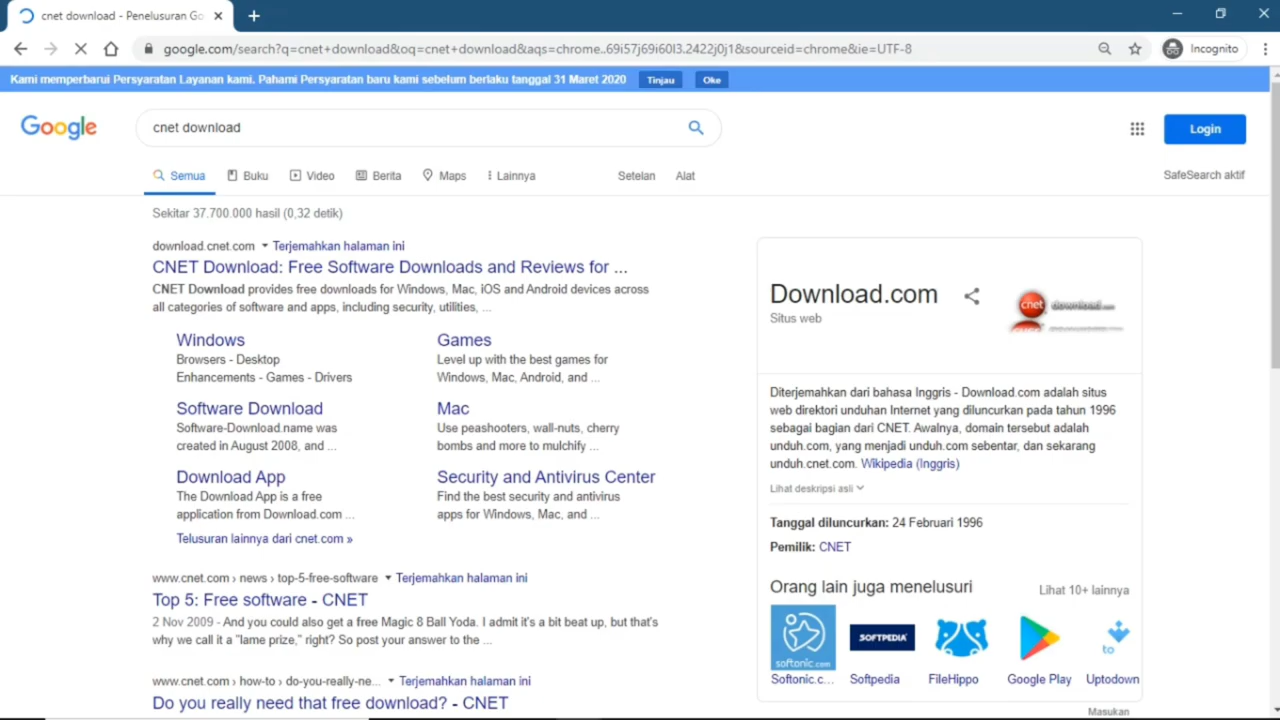 cnet download - Penelusuran Go
google.com/search?q=cnet+download&oq=cnet+download&aqs=chrome..69i57j69i60l3.2422j0j1&sourceid=chrome&ie=UTF-8
Incognito
Kami memperbarui Persyaratan Layanan kami. Pahami Persyaratan baru kami sebelum berlaku tanggal 31 Maret 2020
Tinjau
Oke
Google
cnet download
Login
Semua
Buku
Video
Berita
Maps
Lainnya
Setelan
Alat
SafeSearch aktif
Sekitar 37.700.000 hasil (0,32 detik)
download.cnet.com Terjemahkan halaman ini
CNET Download: Free Software Downloads and Reviews for ...
CNET Download provides free downloads for Windows, Mac, iOS and Android devices across
all categories of software and apps, including security, utilities, ...
Windows
Browsers - Desktop
Enhancements - Games - Drivers
Games
Level up with the best games for
Windows, Mac, Android, and ...
Software Download
Software-Download.name was
created in August 2008, and ...
Mac
Use peashooters, wall-nuts, cherry
bombs and more to mulchify ...
Download App
The Download App is a free
application from Download.com ...
Security and Antivirus Center
Find the best security and antivirus
apps for Windows, Mac, and ...
Telusuran lainnya dari cnet.com »
www.cnet.com › news › top-5-free-software Terjemahkan halaman ini
Top 5: Free software - CNET
2 Nov 2009 - And you could also get a free Magic 8 Ball Yoda. I admit it's a bit beat up, but that's
why we call it a "lame prize," right? So post your answer to the ...
www.cnet.com › how-to › do-you-really-ne... Terjemahkan halaman ini
Do you really need that free download? - CNET
Download.com
Situs web
cnet download.com
Diterjemahkan dari bahasa Inggris - Download.com adalah situs
web direktori unduhan Internet yang diluncurkan pada tahun 1996
sebagai bagian dari CNET. Awalnya, domain tersebut adalah
unduh.com, yang menjadi unduh.com sebentar, dan sekarang
unduh.cnet.com. Wikipedia (Inggris)
Lihat deskripsi asli
Tanggal diluncurkan: 24 Februari 1996
Pemilik: CNET
Orang lain juga menelusuri
Lihat 10+ lainnya
softonic.com
SOFTPEDIA
to
Softonic.c...
Softpedia
FileHippo
Google Play
Uptodown
Masukan